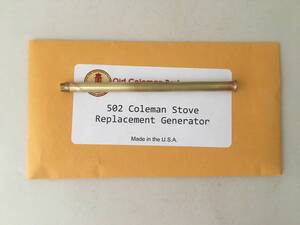 Old Coleman
502 Coleman Stove
Replacement Generator
Made in the U.S.A.